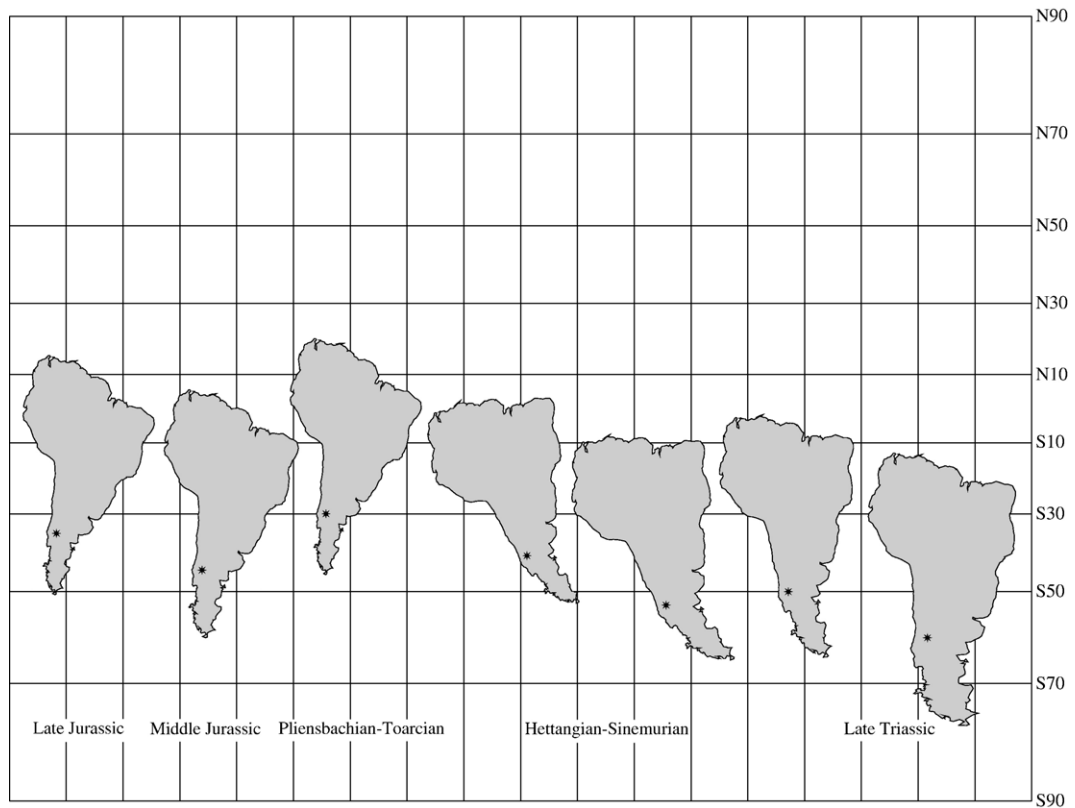 N90
N70
N50
N30
N10
S10
S30
S50
S70
Late Jurassic
Middle Jurassic
Pliensbachian-Toarcian
Hettangian-Sinemurian
Late Triassic
S90